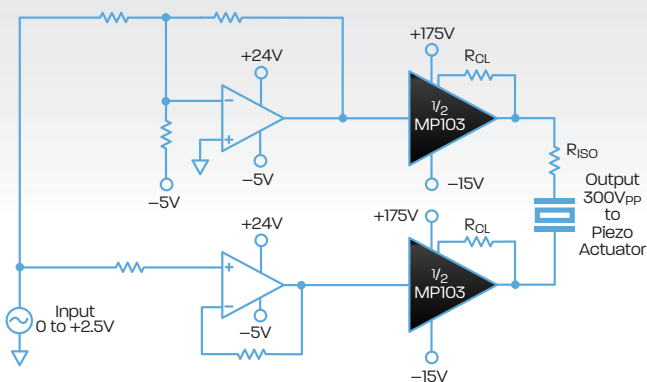 +175V
+24V
RCL
−
+
1/2
MP103
−5V
−5V
−15V
RISO
Output
300VPP
to
Piezo
Actuator
+24V
+175V
RCL
+
−
1/2
MP103
Input
0 to +2.5V
−5V
−15V